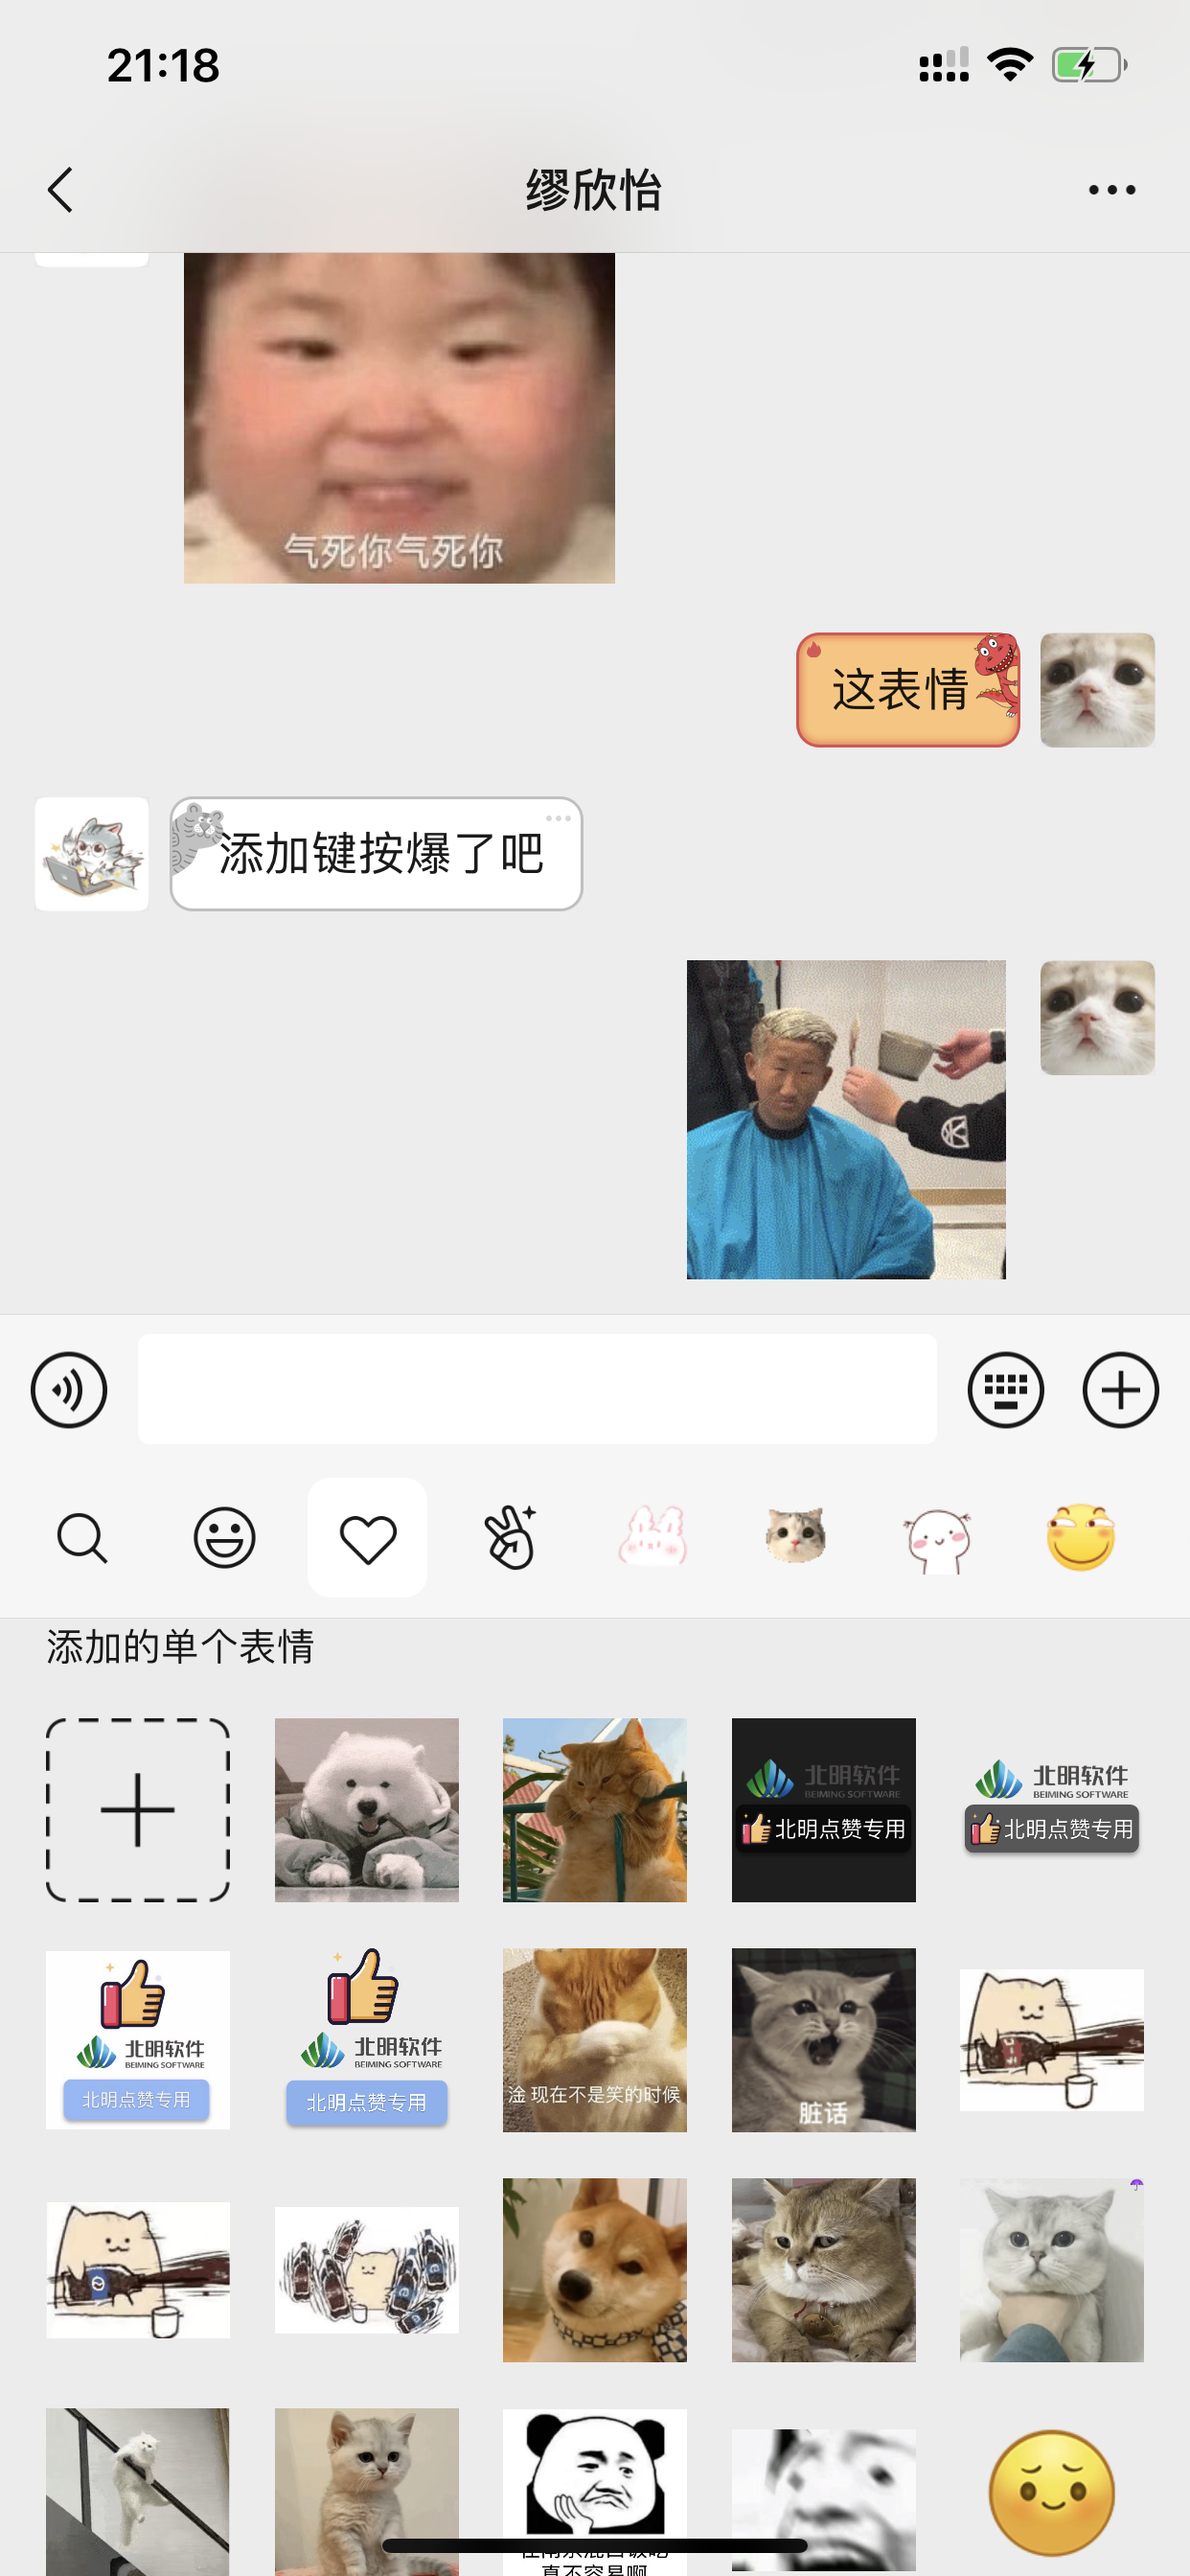 21:18
缪欣怡
气死你气死你
这表情
添加键按爆了吧
添加的单个表情
北明软件
BEIMING SOFTWARE
北明点赞专用
北明软件
BEIMING SOFTWARE
北明点赞专用
北明软件
BEIMING SOFTWARE
北明点赞专用
北明软件
BEIMING SOFTWARE
北明点赞专用
淦 现在不是笑的时候
脏话
真不容易啊